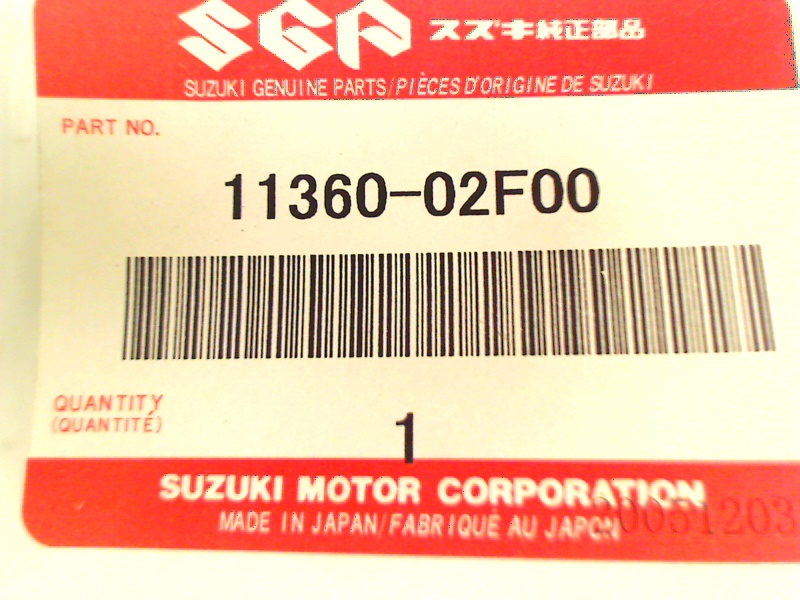 SGP スズキ純正部品
SUZUKI GENUINE PARTS/PIÈCES D'ORIGINE DE SUZUKI
PART NO.
11360-02F00
QUANTITY
(QUANTITÉ)
1
SUZUKI MOTOR CORPORATION
MADE IN JAPAN/FABRIQUÉ AU JAPON
20051203